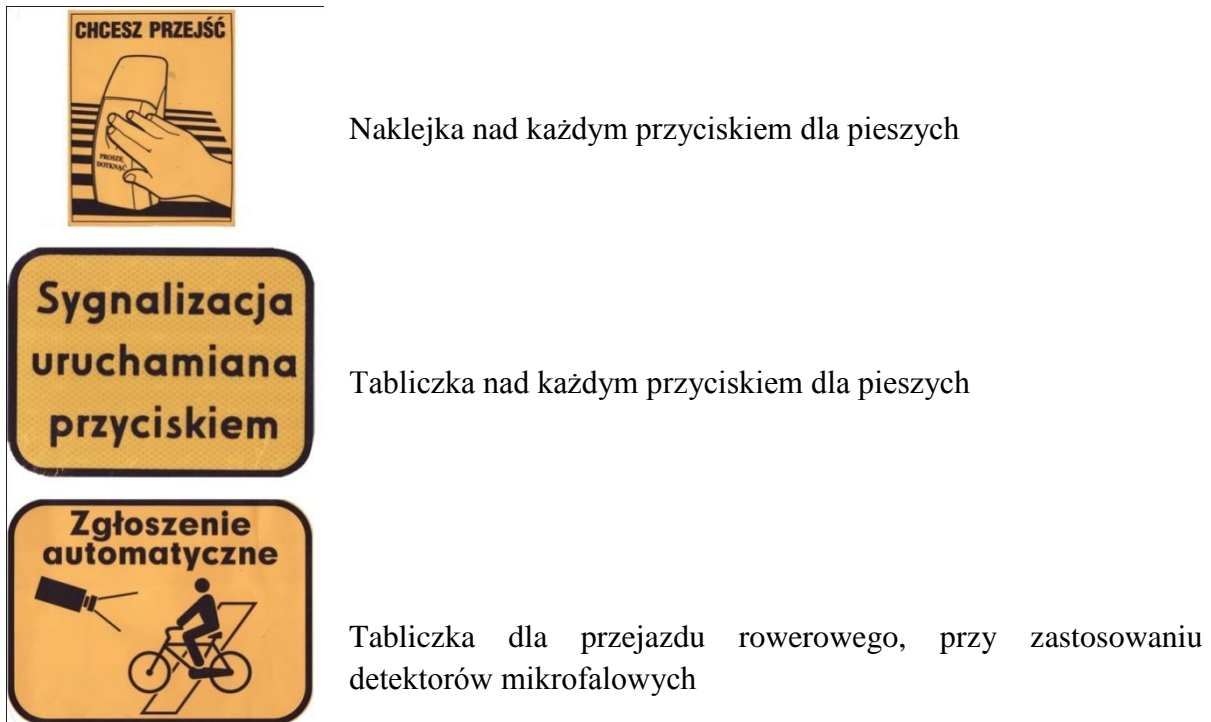 CHCESZ PRZEJŚĆ
PROSZĘ
DOTKNĄĆ
Naklejka nad każdym przyciskiem dla pieszych
Sygnalizacja
uruchamiana
przyciskiem
Tabliczka nad każdym przyciskiem dla pieszych
Zgłoszenie
automatyczne
Tabliczka dla przejazdu rowerowego, przy zastosowaniu
detektorów mikrofalowych